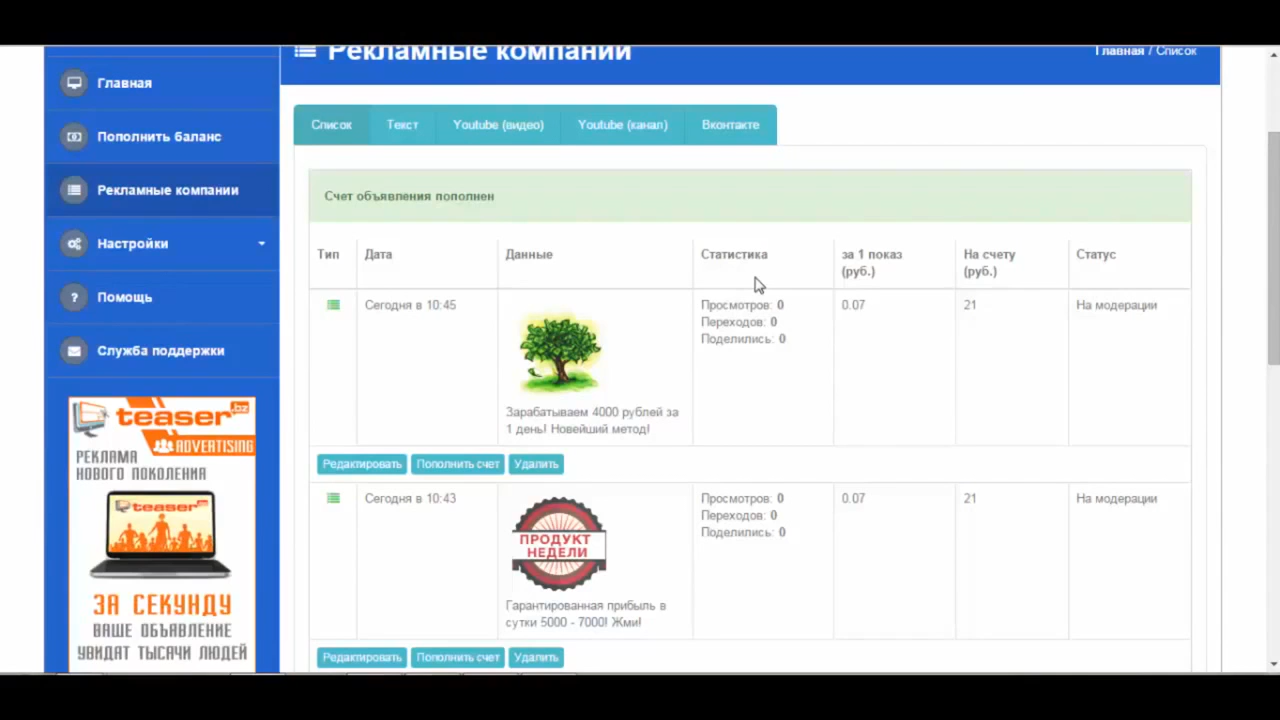 Рекламные компании
Главная / Список
Главная
Пополнить баланс
Рекламные компании
Настройки
Помощь
Служба поддержки
teaser.bz
ADVERTISING
РЕКЛАМА
НОВОГО ПОКОЛЕНИЯ
teaser
ЗА СЕКУНДУ
ВАШЕ ОБЪЯВЛЕНИЕ
УВИДЯТ ТЫСЯЧИ ЛЮДЕЙ
Список Текст Youtube (видео) Youtube (канал) Вконтакте
Счет объявления пополнен
Тип Дата Данные Статистика за 1 показ (руб.) На счету (руб.) Статус
Сегодня в 10:45
Зарабатываем 4000 рублей за
1 день! Новейший метод!
Просмотров: 0
Переходов: 0
Поделились: 0
0.07
21
На модерации
Редактировать Пополнить счет Удалить
Сегодня в 10:43
ПРОДУКТ
НЕДЕЛИ
Гарантированная прибыль в
сутки 5000 - 7000! Жми!
Просмотров: 0
Переходов: 0
Поделились: 0
0.07
21
На модерации
Редактировать Пополнить счет Удалить